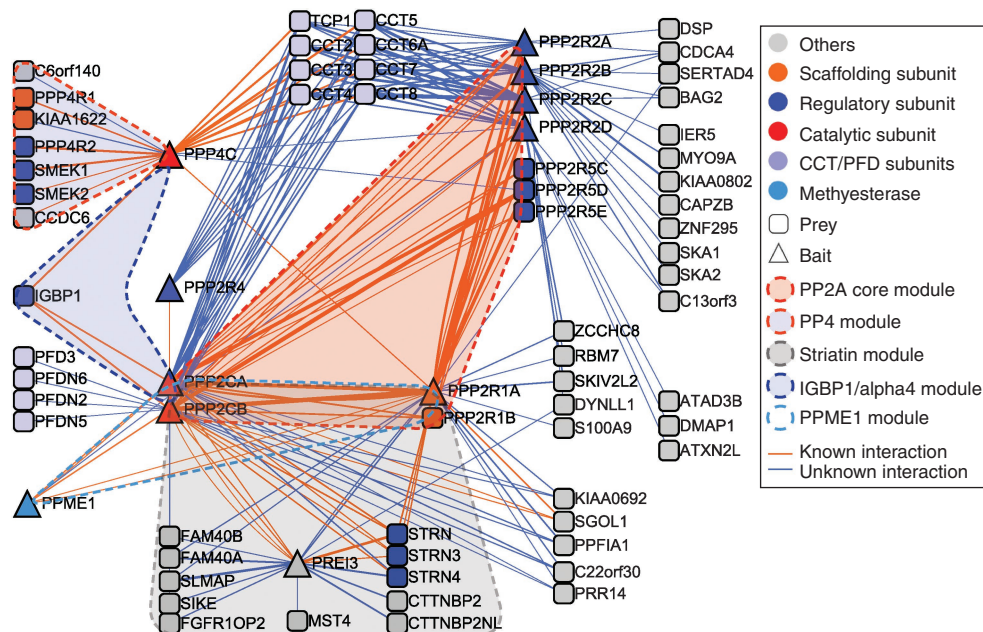 TCP1
CCT2
CCT3
CCT4
CCT5
CCT6A
CCT7
CCT8
PPP2R2A
PPP2R2B
PPP2R2C
PPP2R2D
PPP2R5C
PPP2R5D
PPP2R5E
DSP
CDCA4
SERTAD4
BAG2
IER5
MYO9A
KIAA0802
CAPZB
ZNF295
SKA1
SKA2
C13orf3
C6orf140
PPP4R1
KIAA1622
PPP4R2
SMEK1
SMEK2
CCDC6
PPP4C
IGBP1
PPP2R4
PFD3
PFDN6
PFDN2
PFDN5
PPP2CA
PPP2CB
PPP2R1A
PPP2R1B
ZCCHC8
RBM7
SKIV2L2
DYNLL1
S100A9
ATAD3B
DMAP1
ATXN2L
PPME1
FAM40B
FAM40A
SLMAP
SIKE
FGFR1OP2
PREI3
MST4
STRN
STRN3
STRN4
CTTNBP2
CTTNBP2NL
KIAA0692
SGOL1
PPFIA1
C22orf30
PRR14
Others
Scaffolding subunit
Regulatory subunit
Catalytic subunit
CCT/PFD subunits
Methyesterase
Prey
Bait
PP2A core module
PP4 module
Striatin module
IGBP1/alpha4 module
PPME1 module
Known interaction
Unknown interaction